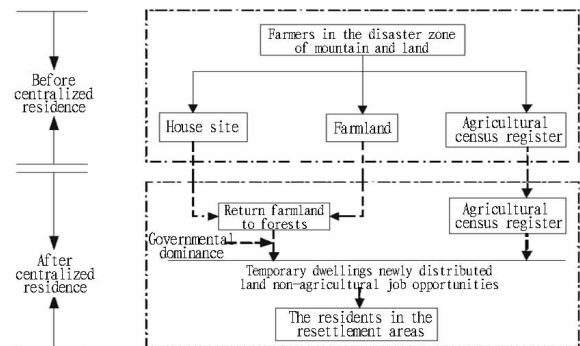 Farmers in the disaster zone
of mountain and land
Before
centralized
residence
House site
Farmland
Agricultural
census register
Return farmland
to forests
Agricultural
census register
Governmental
dominance
After
centralized
residence
Temporary dwellings newly distributed
land non-agricultural job opportunities
The residents in the
resettlement areas